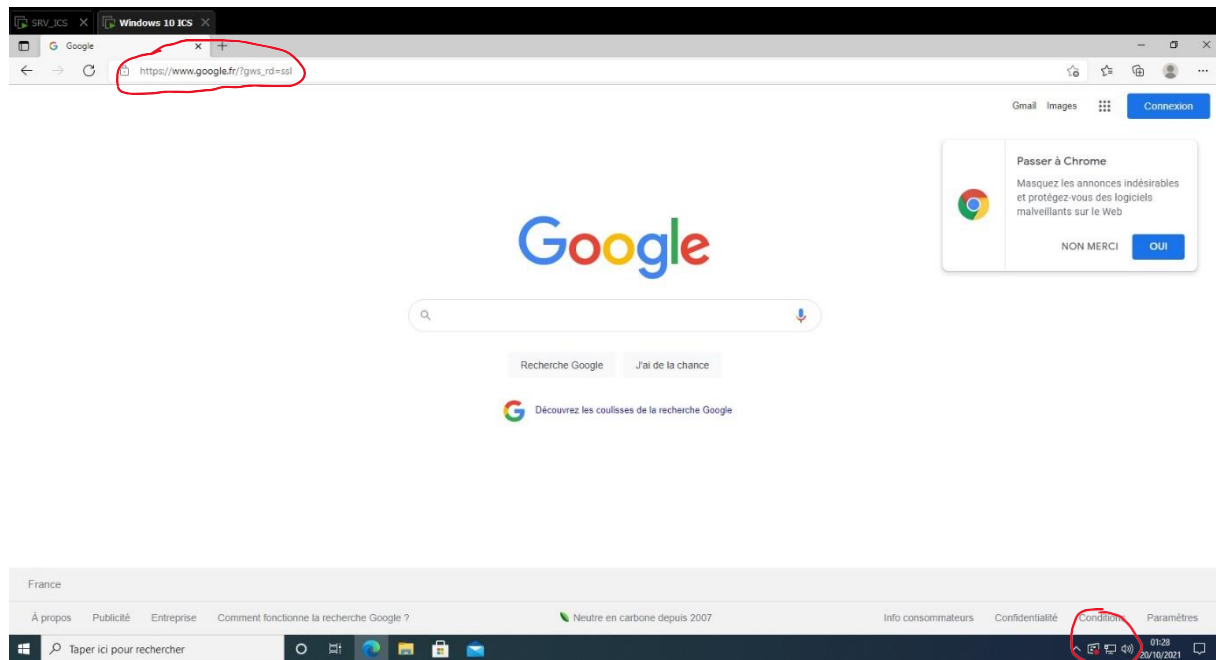 SRV_ICS Windows 10 ICS
Google
https://www.google.fr/?gws_rd=ssl
Gmail Images Connexion
Passer à Chrome
Masquez les annonces indésirables
et protégez-vous des logiciels
malveillants sur le Web
NON MERCI OUI
Google
Recherche Google J'ai de la chance
Découvrez les coulisses de la recherche Google
France
À propos Publicité Entreprise Comment fonctionne la recherche Google ? Neutre en carbone depuis 2007 Info consommateurs Confidentialité Conditions Paramètres
Taper ici pour rechercher 01:28
20/10/2021